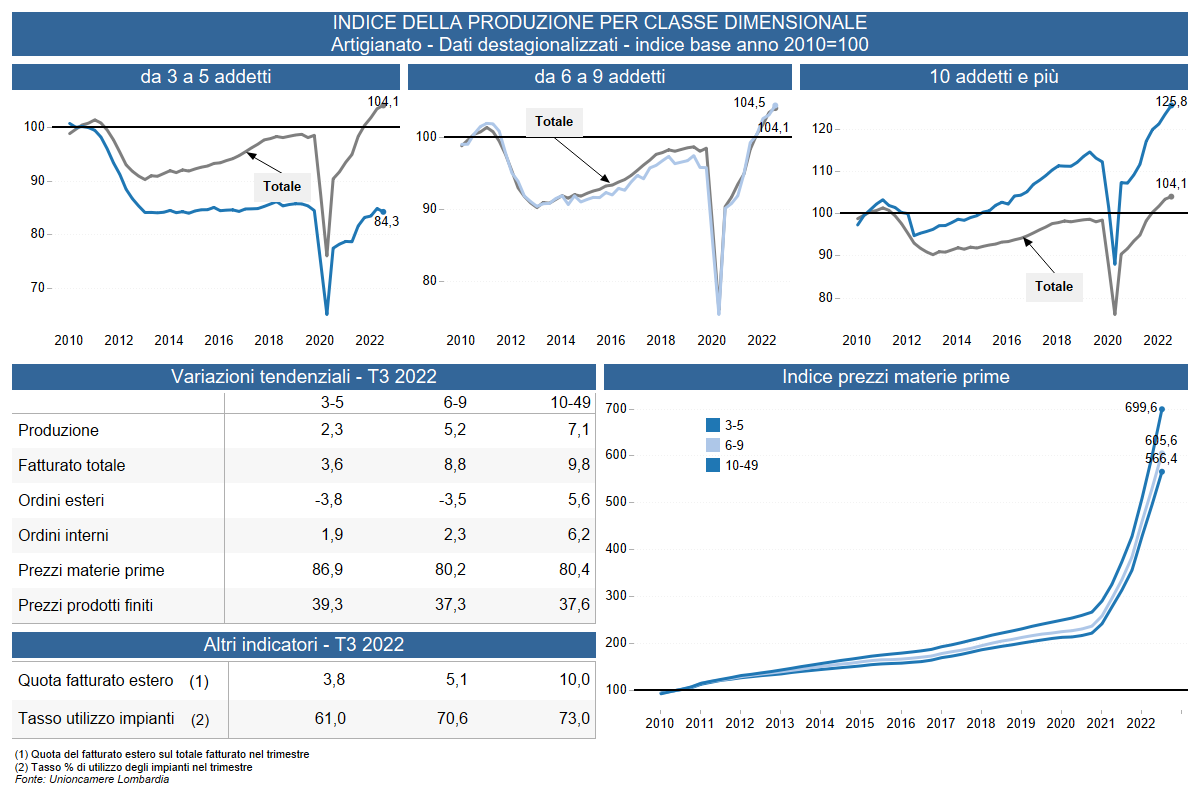 INDICE DELLA PRODUZIONE PER CLASSE DIMENSIONALE
Artigianato - Dati destagionalizzati - indice base anno 2010=100
da 3 a 5 addetti
104,1
100
90
80
70
Totale
84,3
2010 2012 2014 2016 2018 2020 2022
da 6 a 9 addetti
104,5
104,1
100
90
80
Totale
2010 2012 2014 2016 2018 2020 2022
10 addetti e più
125,8
104,1
120
110
100
90
80
Totale
2010 2012 2014 2016 2018 2020 2022
Variazioni tendenziali - T3 2022
3-5 6-9 10-49
Produzione 2,3 5,2 7,1
Fatturato totale 3,6 8,8 9,8
Ordini esteri -3,8 -3,5 5,6
Ordini interni 1,9 2,3 6,2
Prezzi materie prime 86,9 80,2 80,4
Prezzi prodotti finiti 39,3 37,3 37,6
Altri indicatori - T3 2022
Quota fatturato estero (1) 3,8 5,1 10,0
Tasso utilizzo impianti (2) 61,0 70,6 73,0
Indice prezzi materie prime
700
600
500
400
300
200
100
3-5
6-9
10-49
699,6
605,6
566,4
2010 2011 2012 2013 2014 2015 2016 2017 2018 2019 2020 2021 2022
(1) Quota del fatturato estero sul totale fatturato nel trimestre
(2) Tasso % di utilizzo degli impianti nel trimestre
Fonte: Unioncamere Lombardia